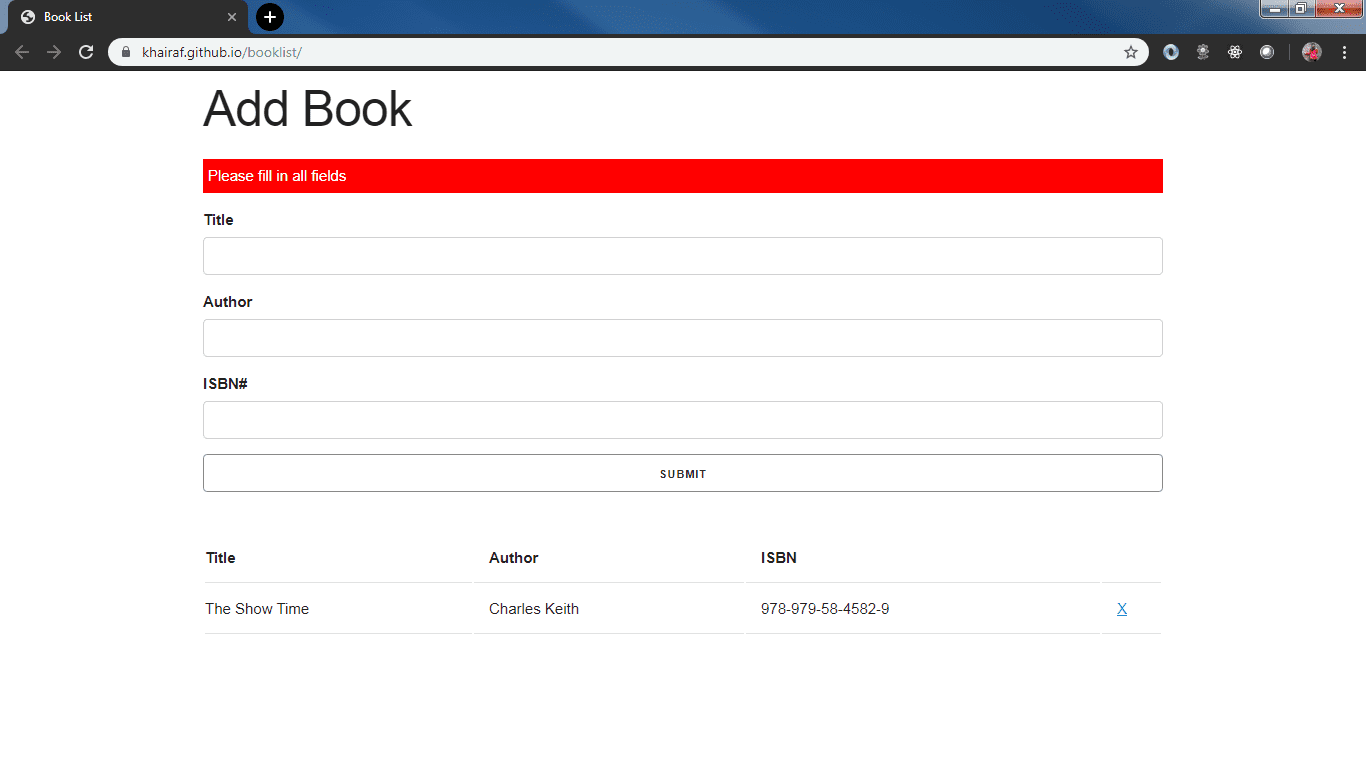 Book List
khairaf.github.io/booklist/
Add Book
Please fill in all fields
Title
Author
ISBN#
SUBMIT
Title Author ISBN
The Show Time Charles Keith 978-979-58-4582-9 X